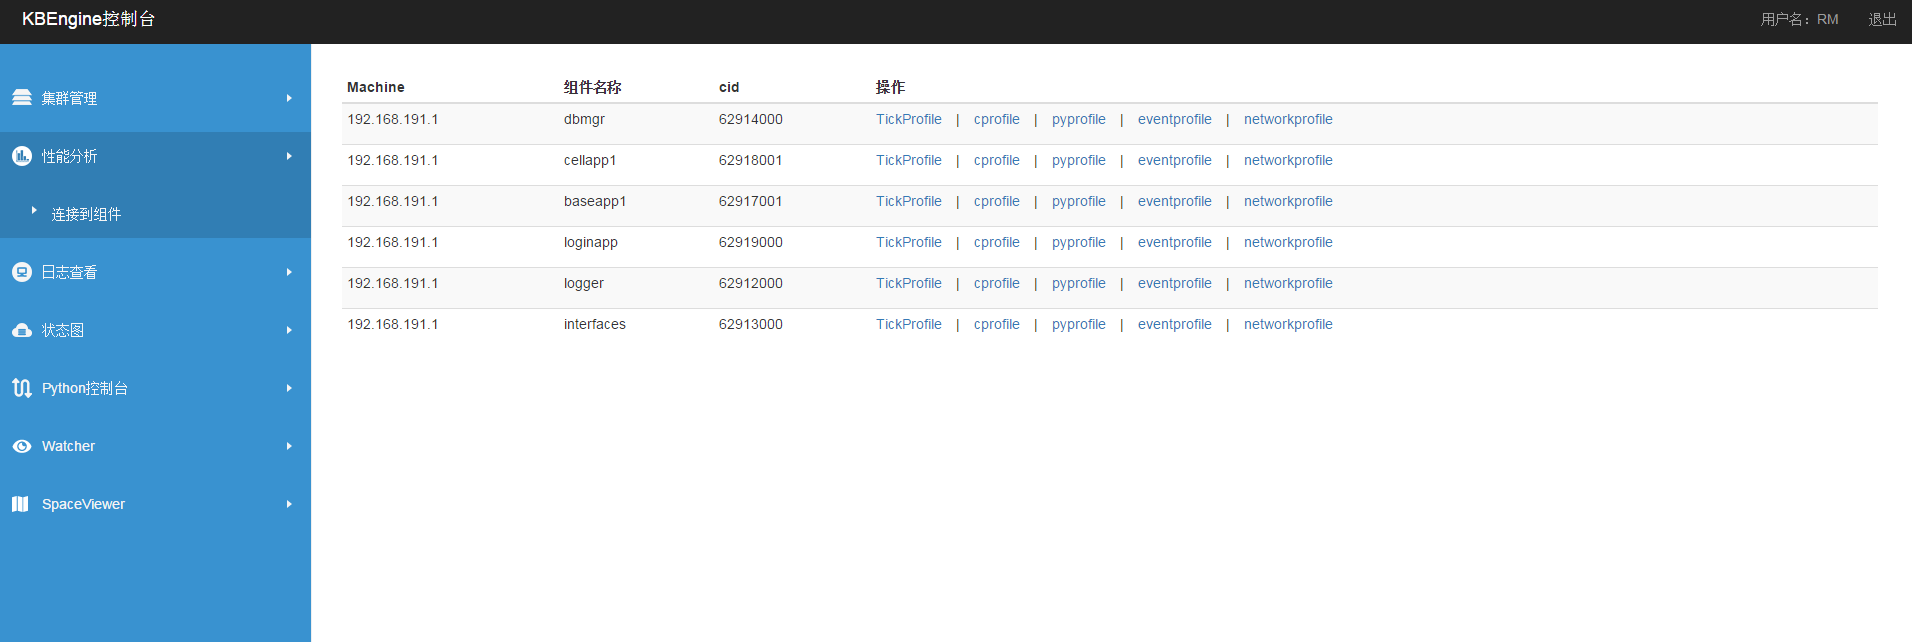 KBEngine控制台 用户名：RM 退出
集群管理
性能分析
连接到组件
日志查看
状态图
Python控制台
Watcher
SpaceViewer
Machine 组件名称 cid 操作
192.168.191.1 dbmgr 62914000 TickProfile | cprofile | pyprofile | eventprofile | networkprofile
192.168.191.1 cellapp1 62918001 TickProfile | cprofile | pyprofile | eventprofile | networkprofile
192.168.191.1 baseapp1 62917001 TickProfile | cprofile | pyprofile | eventprofile | networkprofile
192.168.191.1 loginapp 62919000 TickProfile | cprofile | pyprofile | eventprofile | networkprofile
192.168.191.1 logger 62912000 TickProfile | cprofile | pyprofile | eventprofile | networkprofile
192.168.191.1 interfaces 62913000 TickProfile | cprofile | pyprofile | eventprofile | networkprofile